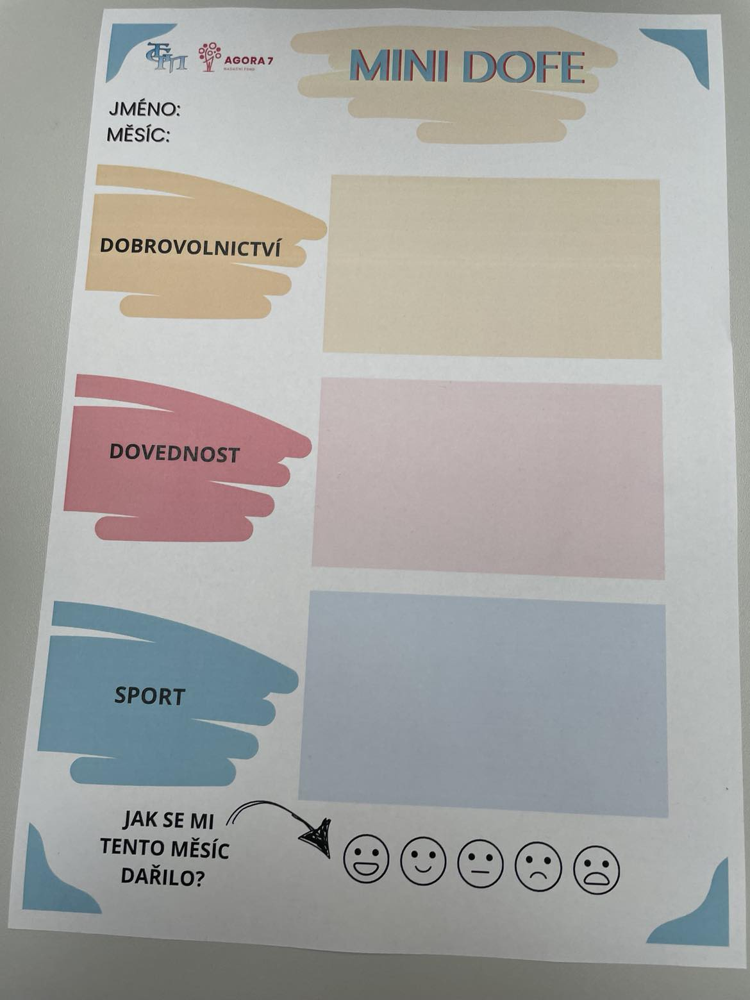 AGORA 7
NADAČNÍ FOND
MINI DOFE
JMÉNO:
MĚSÍC:
DOBROVOLNICTVÍ
DOVEDNOST
SPORT
JAK SE MI
TENTO MĚSÍC
DAŘILO?